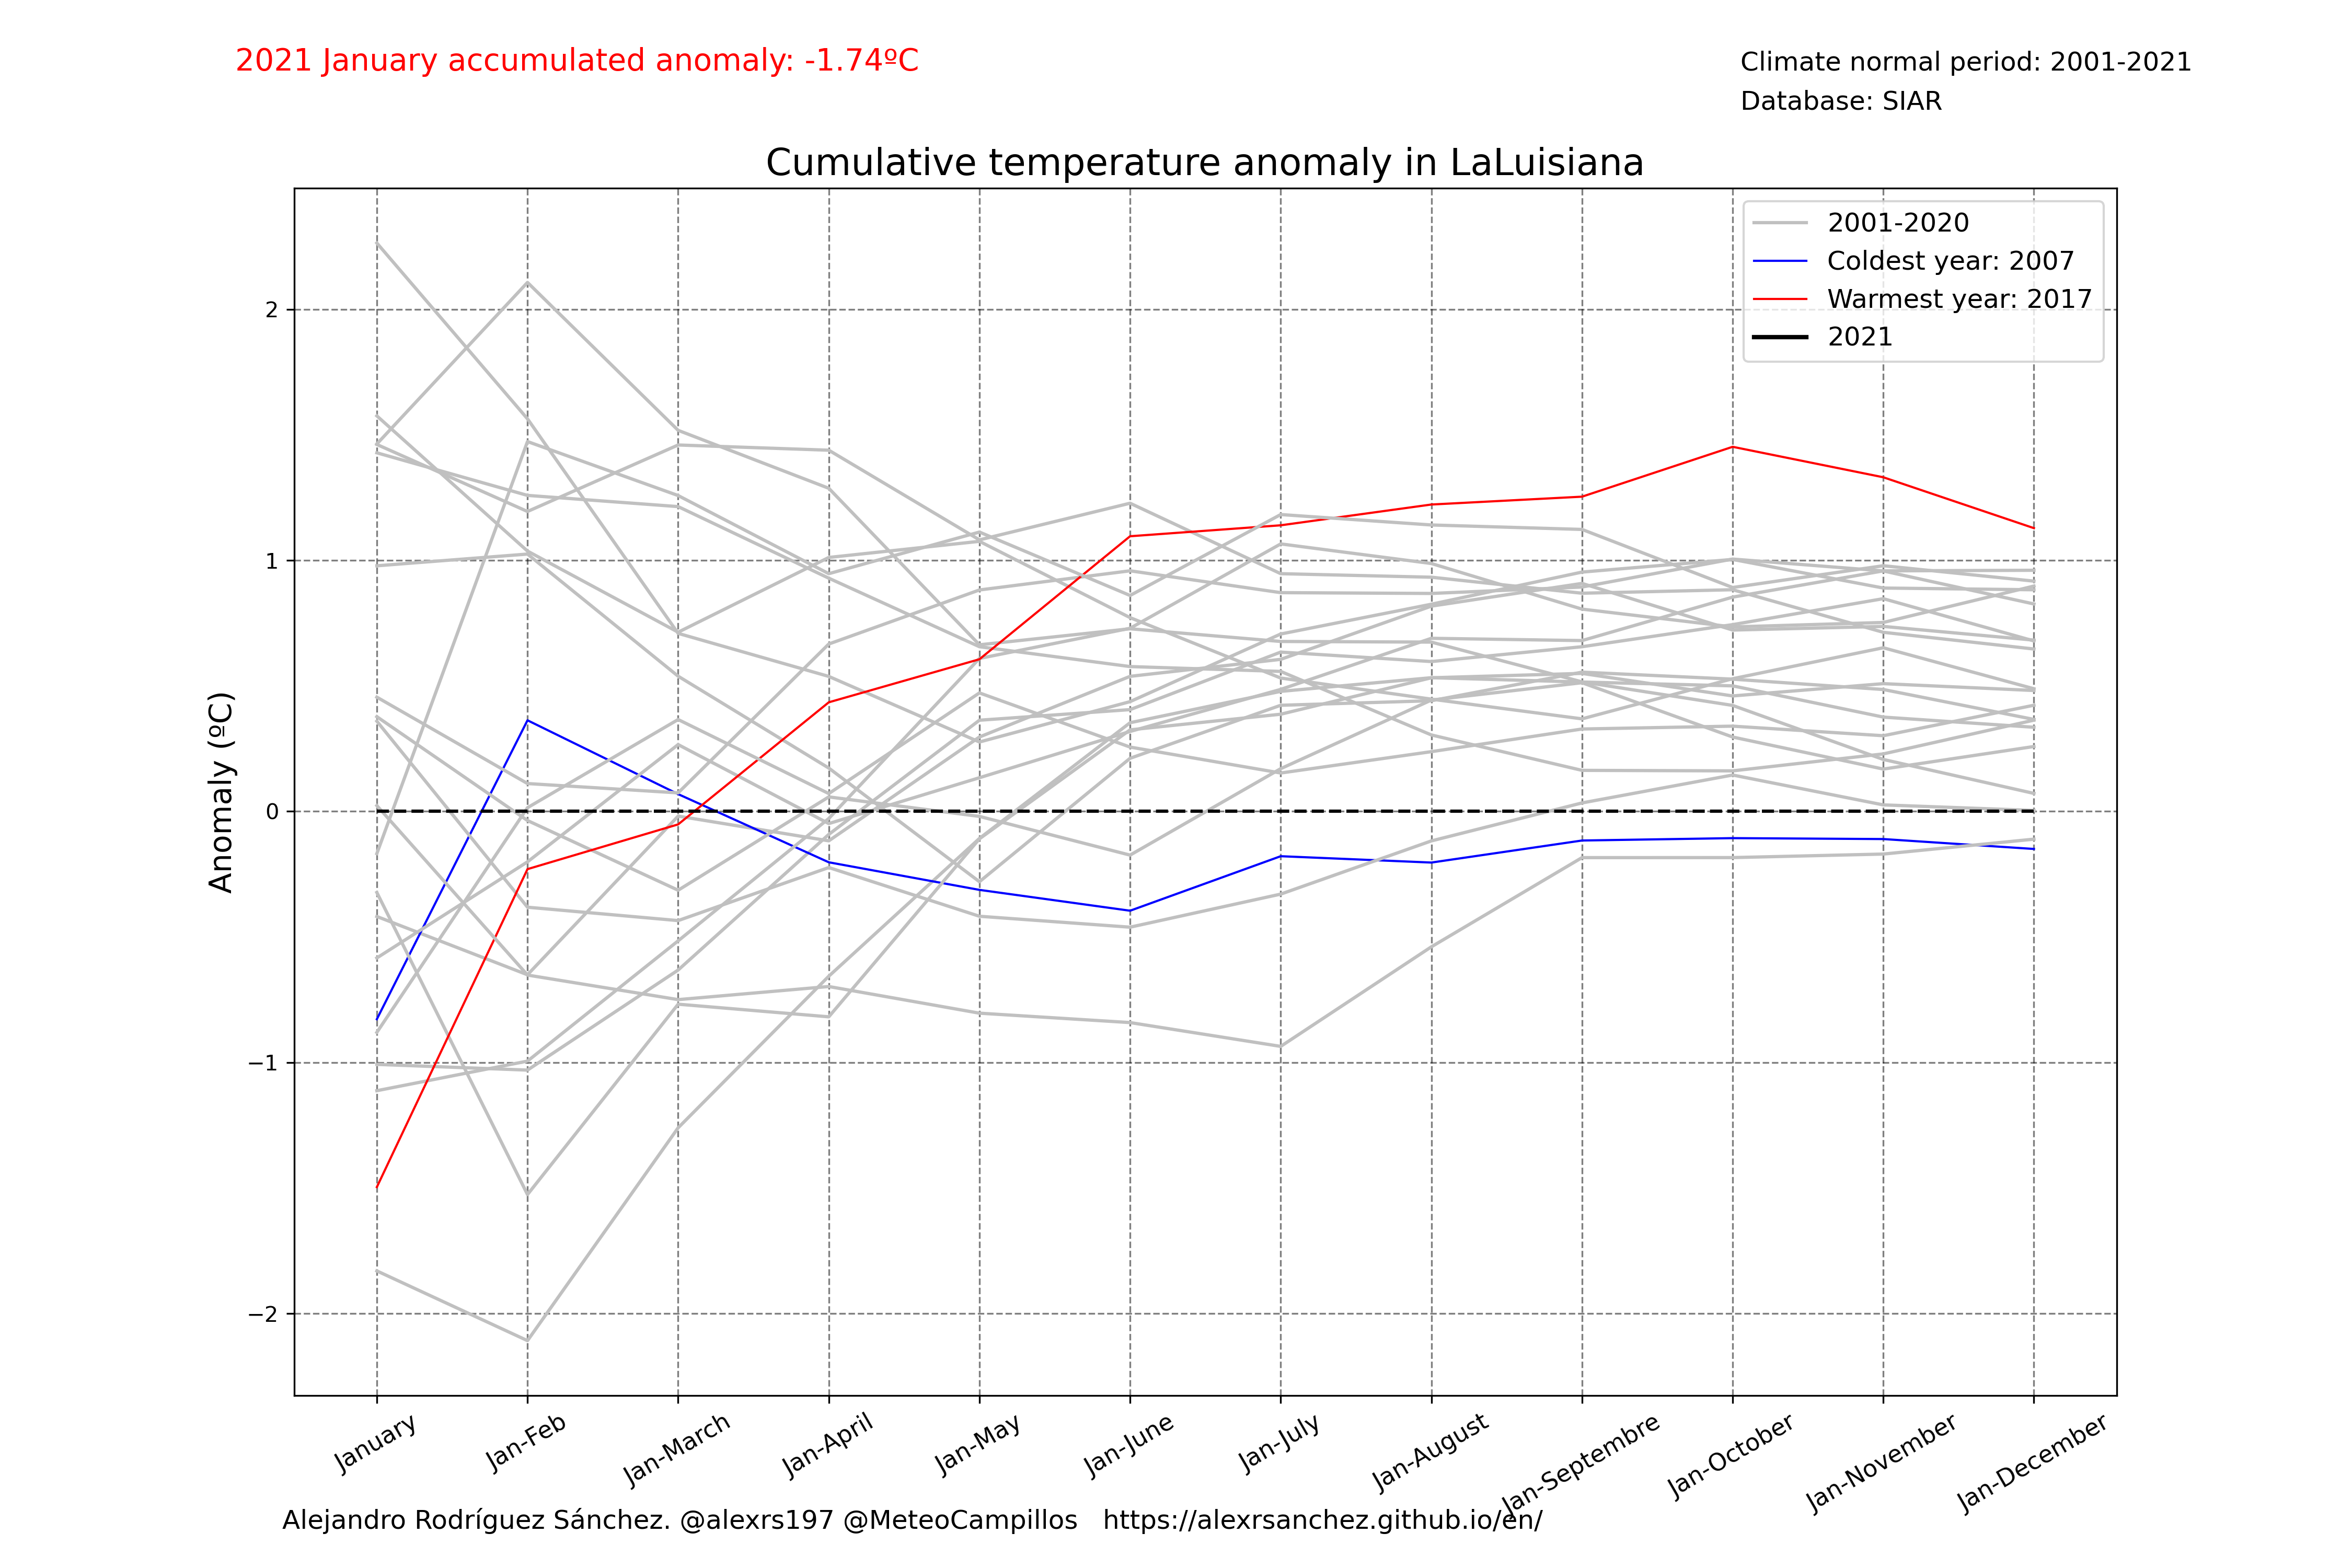 2021 January accumulated anomaly: -1.74ºC
Climate normal period: 2001-2021
Database: SIAR
Cumulative temperature anomaly in LaLuisiana
2001-2020
Coldest year: 2007
Warmest year: 2017
2021
Anomaly (ºC)
2
1
0
−1
−2
January
Jan-Feb
Jan-March
Jan-April
Jan-May
Jan-June
Jan-July
Jan-August
Jan-Septembre
Jan-October
Jan-November
Jan-December
Alejandro Rodríguez Sánchez. @alexrs197 @MeteoCampillos   https://alexrsanchez.github.io/en/